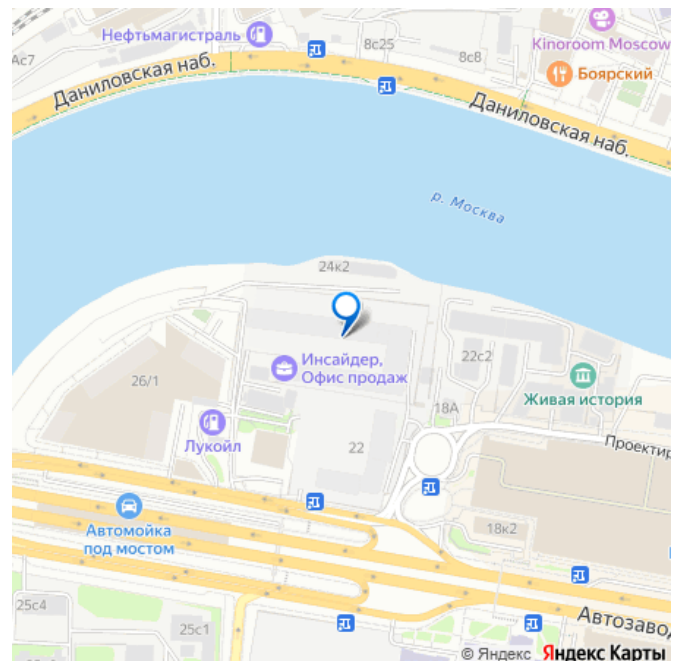 Нефтьмагистраль
8с25
8с8
Kinoroom Moscow
Ас7
Боярский
Даниловская наб.
Даниловская наб.
р. Москва
24к2
Инсайдер,
Офис продаж
22с2
26/1
Живая история
18А
Лукойл
22
Проектир
Автомойка
под мостом
18к2
25с4
25с1
Автозавод
© Яндекс Яндекс Карты